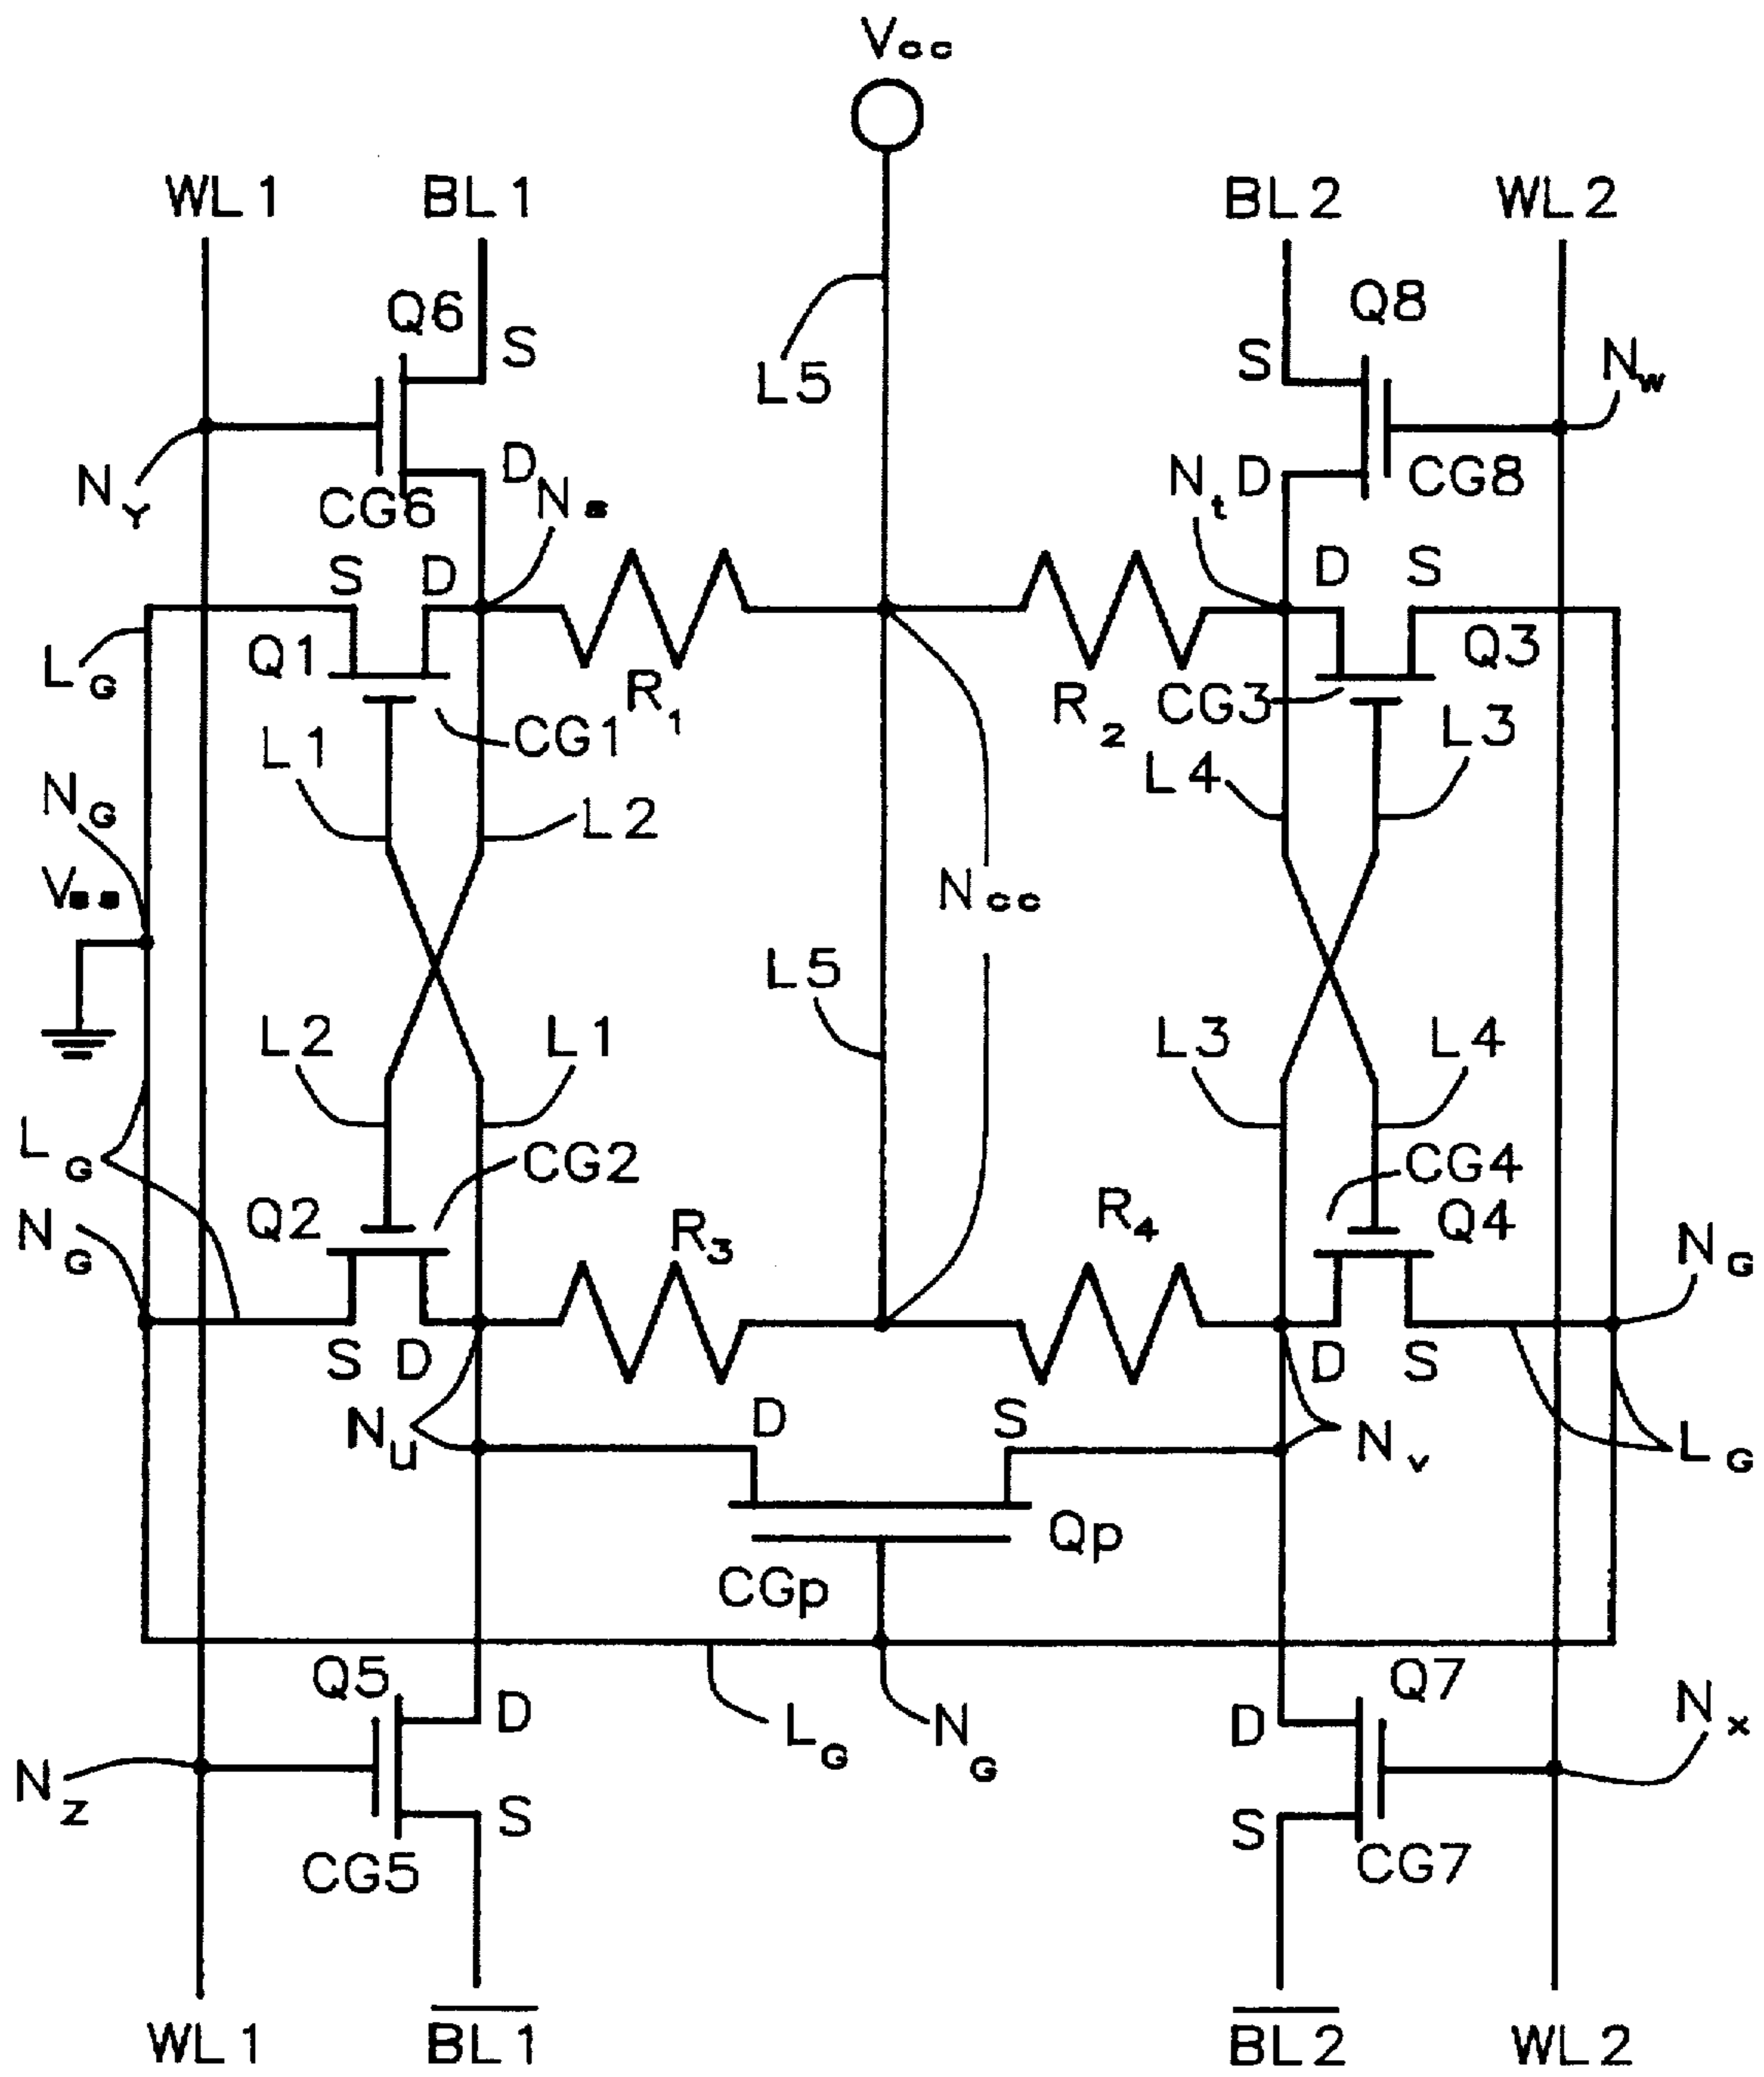 Vcc
WL1 BL1 BL2 WL2
Q6 Q8
S S
L5
NW
D D
NY CG6 Ns Nt CG8
S D D S
LG Q1 Q3
R1 R2 CG3
L1 CG1 L4 L3
NG L2
Vss Ncc
L5
L2 L1 L3 L4
LG CG2 CG4
NG Q2 R3 R4 Q4 NG
S D D S
NU D S Nv LG
Qp
CGp
Q5 Q7
D LG NG D Nx
NZ
S S
CG5 CG7
WL1 B̅L̅1̅ B̅L̅2̅ WL2